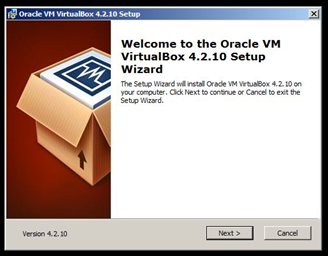 Oracle VM VirtualBox 4.2.10 Setup
Welcome to the Oracle VM
VirtualBox 4.2.10 Setup
Wizard
The Setup Wizard will install Oracle VM VirtualBox 4.2.10 on
your computer. Click Next to continue or Cancel to exit the
Setup Wizard.
Version 4.2.10
Next >
Cancel